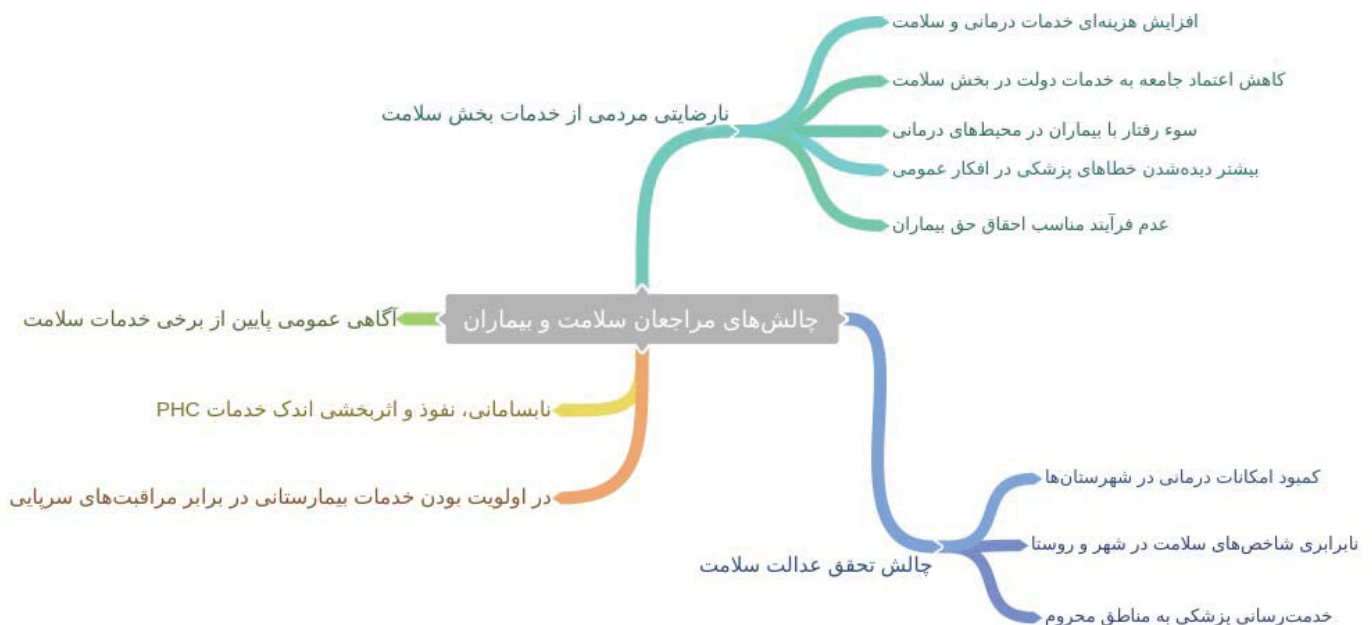 افزایش هزینه‌ای خدمات درمانی و سلامت
کاهش اعتماد جامعه به خدمات دولت در بخش سلامت
نارضایتی مردمی از خدمات بخش سلامت
سوء رفتار با بیماران در محیط‌های درمانی
بیشتر دیده‌شدن خطاهای پزشکی در افکار عمومی
عدم فرآیند مناسب احقاق حق بیماران
چالش‌های مراجعان سلامت و بیماران
آگاهی عمومی پایین از برخی خدمات سلامت
نابسامانی، نفوذ و اثربخشی اندک خدمات PHC
در اولویت بودن خدمات بیمارستانی در برابر مراقبت‌های سرپایی
کمبود امکانات درمانی در شهرستان‌ها
نابرابری شاخص‌های سلامت در شهر و روستا
چالش تحقق عدالت سلامت
خدمت‌رسانی پزشکی به مناطق محروم